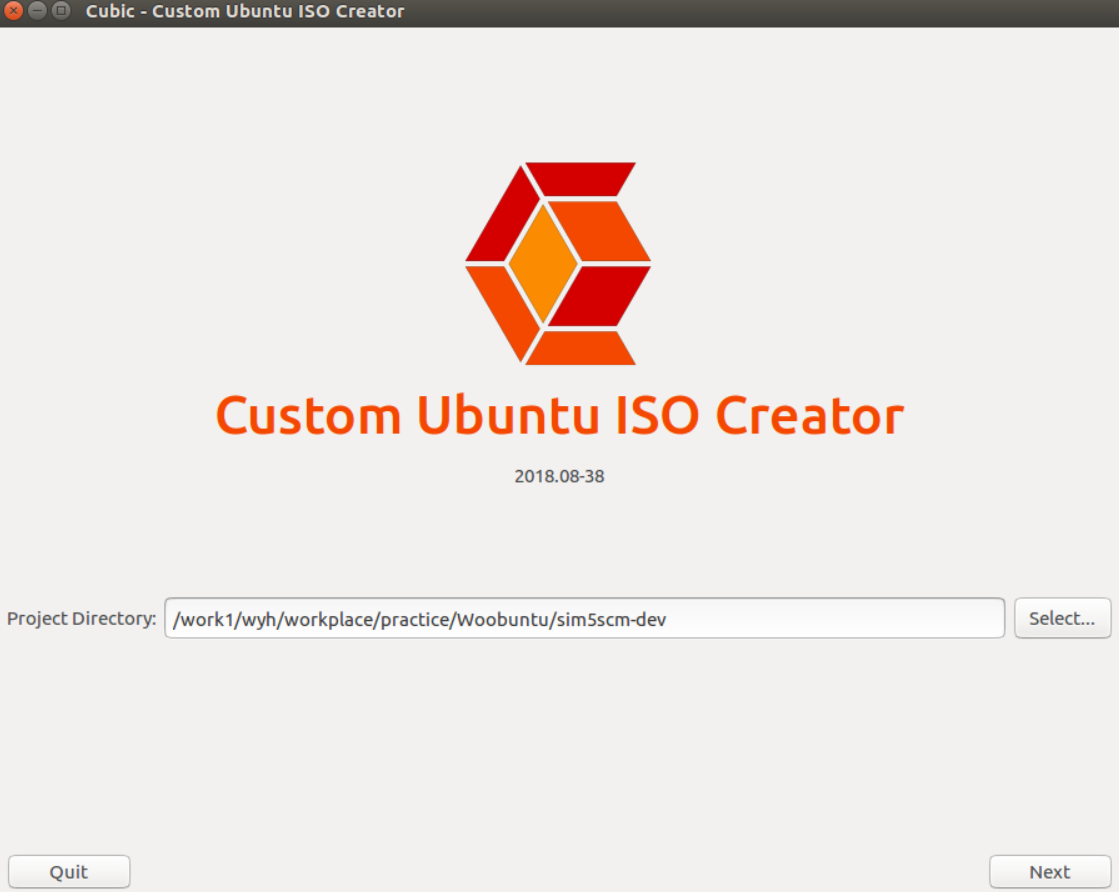 Cubic - Custom Ubuntu ISO Creator
Custom Ubuntu ISO Creator
2018.08-38
Project Directory: /work1/wyh/workplace/practice/Woobuntu/sim5scm-dev Select...
Quit Next